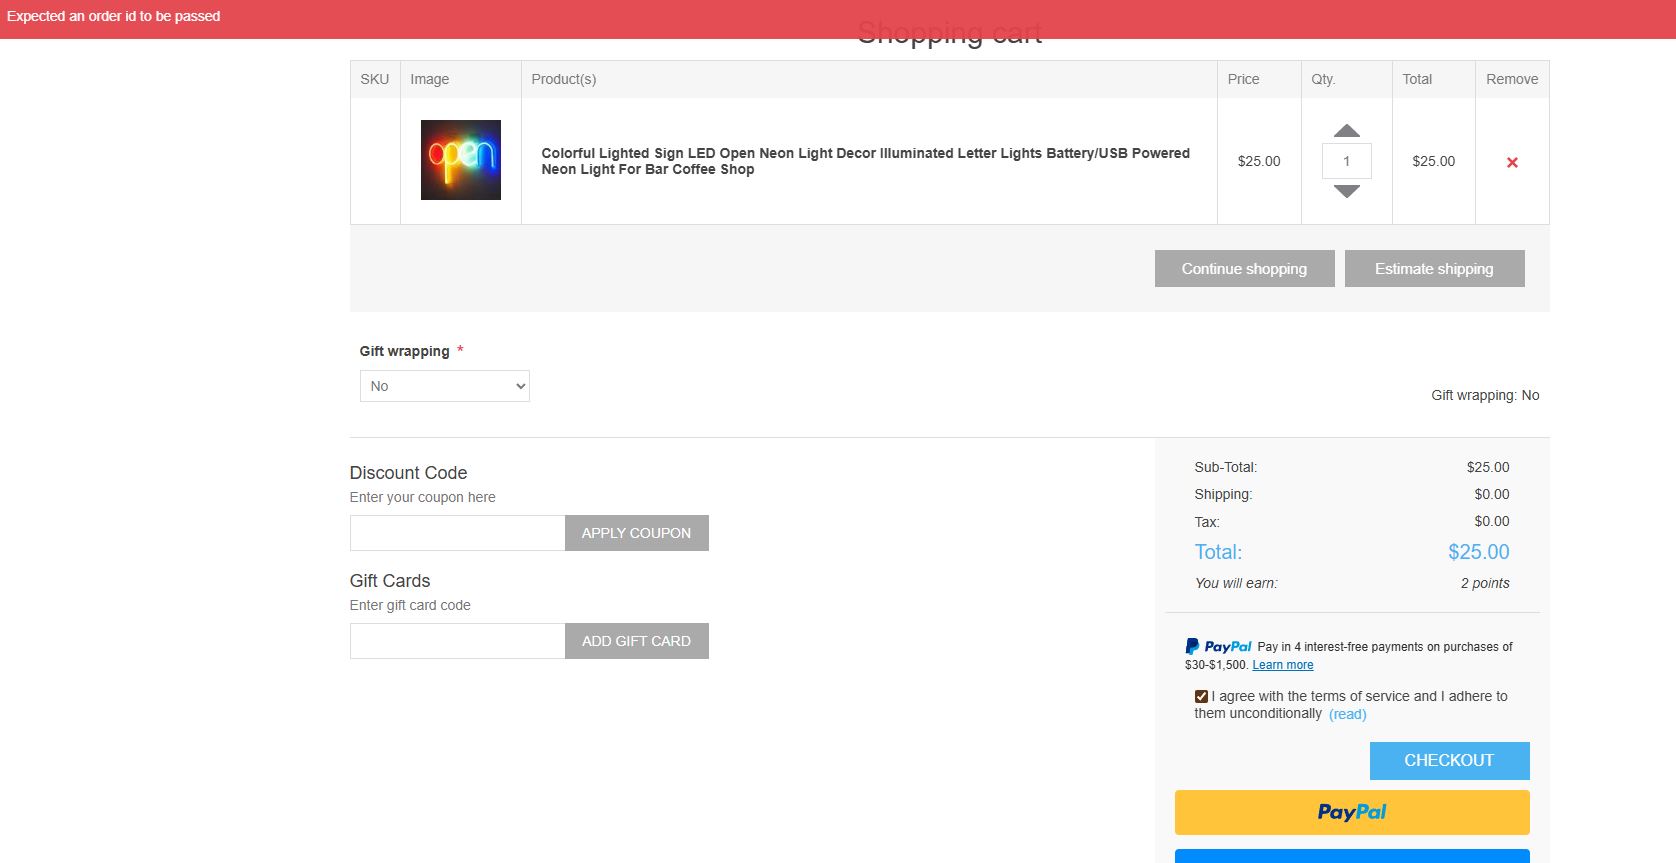 Expected an order id to be passed
Shopping cart
SKU Image Product(s) Price Qty. Total Remove
open
Colorful Lighted Sign LED Open Neon Light Decor Illuminated Letter Lights Battery/USB Powered
Neon Light For Bar Coffee Shop
$25.00 1 $25.00
Continue shopping Estimate shipping
Gift wrapping *
No
Gift wrapping: No
Discount Code
Enter your coupon here
APPLY COUPON
Gift Cards
Enter gift card code
ADD GIFT CARD
Sub-Total: $25.00
Shipping: $0.00
Tax: $0.00
Total: $25.00
You will earn: 2 points
PayPal Pay in 4 interest-free payments on purchases of
$30-$1,500. Learn more
I agree with the terms of service and I adhere to
them unconditionally (read)
CHECKOUT
PayPal